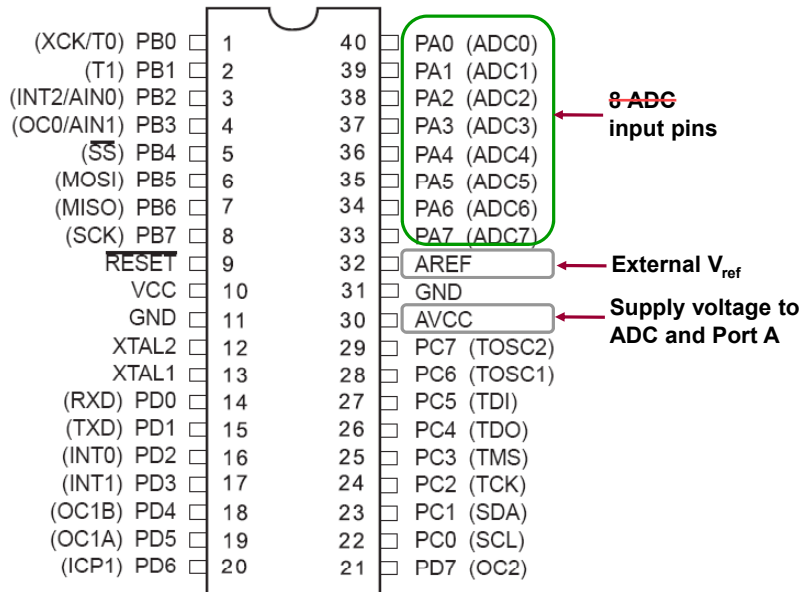 (XCK/T0) PB0 1 40 PA0 (ADC0)
(T1) PB1 2 39 PA1 (ADC1)
(INT2/AIN0) PB2 3 38 PA2 (ADC2)
(OC0/AIN1) PB3 4 37 PA3 (ADC3)
(SS) PB4 5 36 PA4 (ADC4)
(MOSI) PB5 6 35 PA5 (ADC5)
(MISO) PB6 7 34 PA6 (ADC6)
(SCK) PB7 8 33 PA7 (ADC7)
RESET 9 32 AREF
VCC 10 31 GND
GND 11 30 AVCC
XTAL2 12 29 PC7 (TOSC2)
XTAL1 13 28 PC6 (TOSC1)
(RXD) PD0 14 27 PC5 (TDI)
(TXD) PD1 15 26 PC4 (TDO)
(INT0) PD2 16 25 PC3 (TMS)
(INT1) PD3 17 24 PC2 (TCK)
(OC1B) PD4 18 23 PC1 (SDA)
(OC1A) PD5 19 22 PC0 (SCL)
(ICP1) PD6 20 21 PD7 (OC2)
8 ADC
input pins
External Vref
Supply voltage to
ADC and Port A